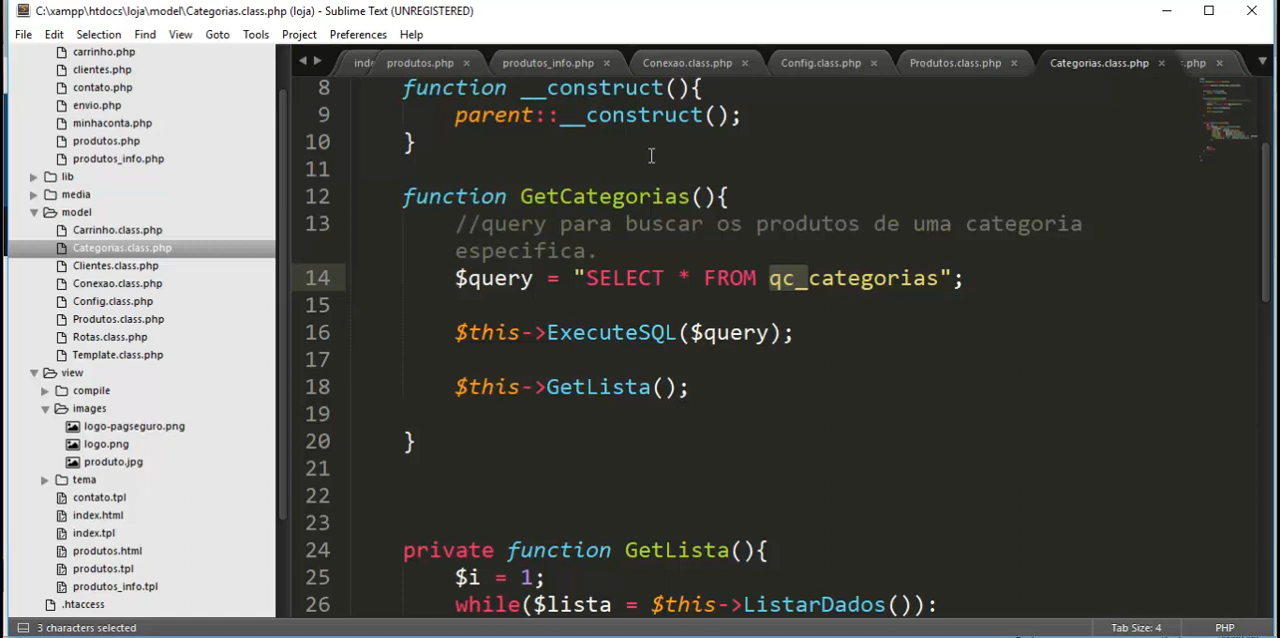 C:\xampp\htdocs\loja\model\Categorias.class.php (loja) - Sublime Text (UNREGISTERED)
File Edit Selection Find View Goto Tools Project Preferences Help
produtos.php × produtos_info.php × Conexao.class.php × Config.class.php × Produtos.class.php × Categorias.class.php × .php ×
carrinho.php
clientes.php
contato.php
envio.php
minhaconta.php
produtos.php
produtos_info.php
lib
media
model
Carrinho.class.php
Categorias.class.php
Clientes.class.php
Conexao.class.php
Config.class.php
Produtos.class.php
Rotas.class.php
Template.class.php
view
compile
images
logo-pagseguro.png
logo.png
produto.jpg
tema
contato.tpl
index.html
index.tpl
produtos.html
produtos.tpl
produtos_info.tpl
.htaccess
8 function __construct(){
9 parent::__construct();
10 }
11
12 function GetCategorias(){
13 //query para buscar os produtos de uma categoria
especifica.
14 $query = "SELECT * FROM qc_categorias";
15
16 $this->ExecuteSQL($query);
17
18 $this->GetLista();
19
20 }
21
22
23
24 private function GetLista(){
25 $i = 1;
26 while($lista = $this->ListarDados()):
3 characters selected
Tab Size: 4
PHP